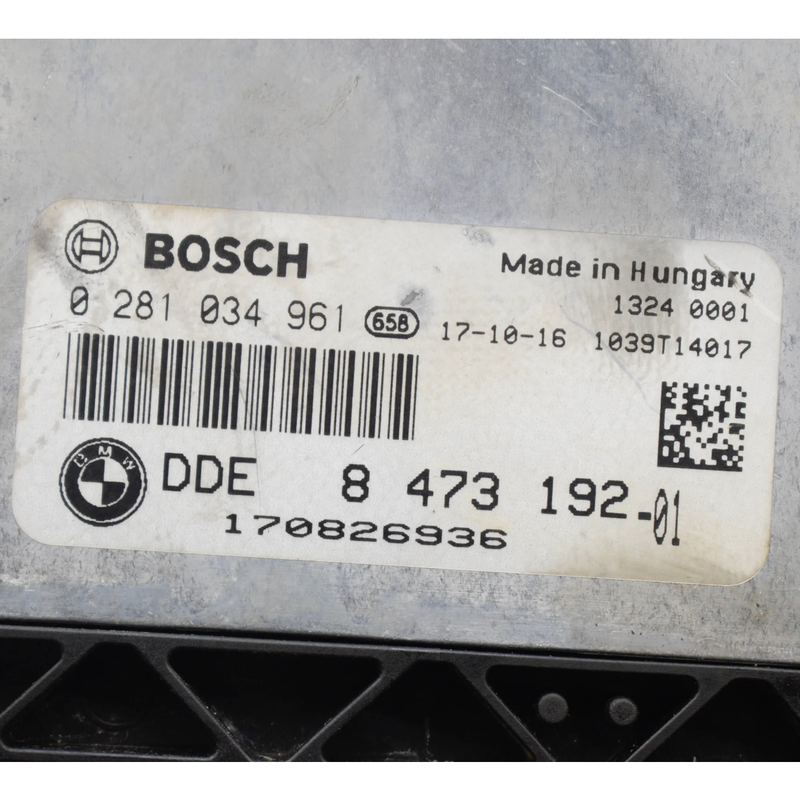 BOSCH
Made in Hungary
0 281 034 961 658
1324 0001
17-10-16 1039T14017
BMW
DDE 8 473 192-01
170826936